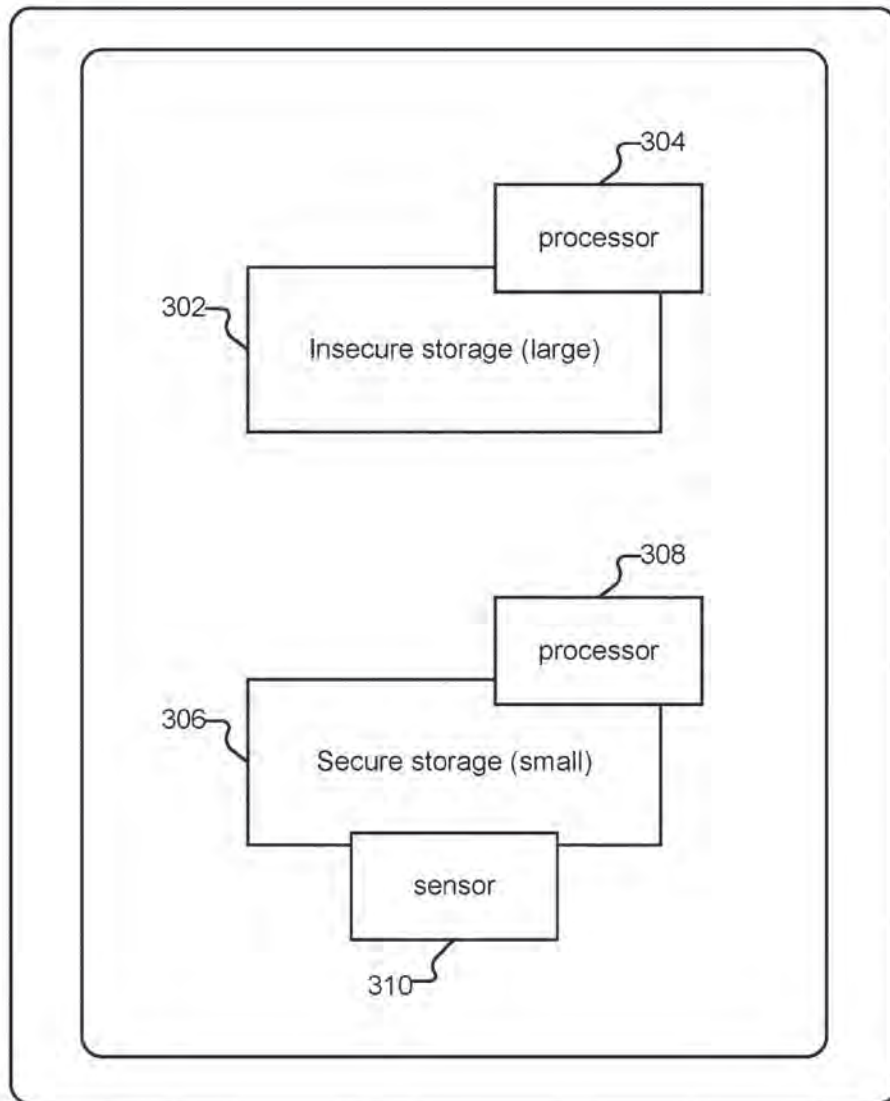 304
processor
302
Insecure storage (large)
308
processor
306
Secure storage (small)
sensor
310